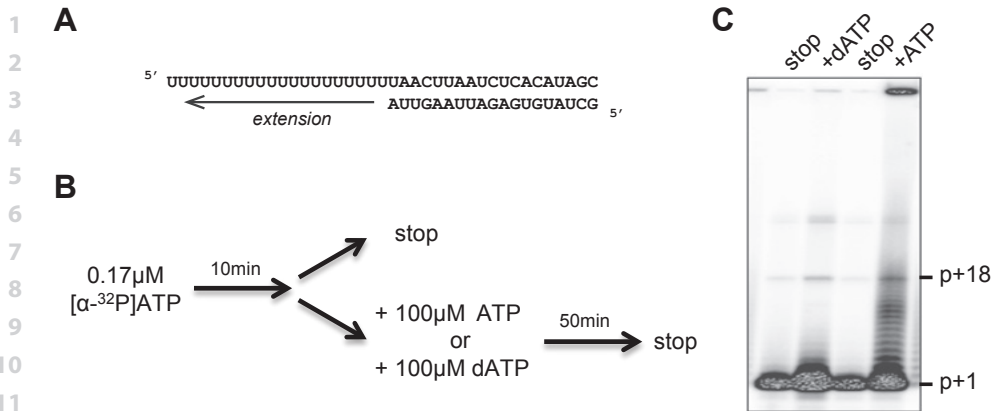 A
C
1
2
3
4
5
6
7
8
9
10
11
5′ UUUUUUUUUUUUUUUUUUUUUAACUUAAUCUCACAUAGC
AUUGAAUUAGAGUGUAUCG 5′
extension
B
0.17µM
[α-³²P]ATP
10min
stop
+ 100µM ATP
or
+ 100µM dATP
50min
stop
stop
+dATP
stop
+ATP
p+18
p+1